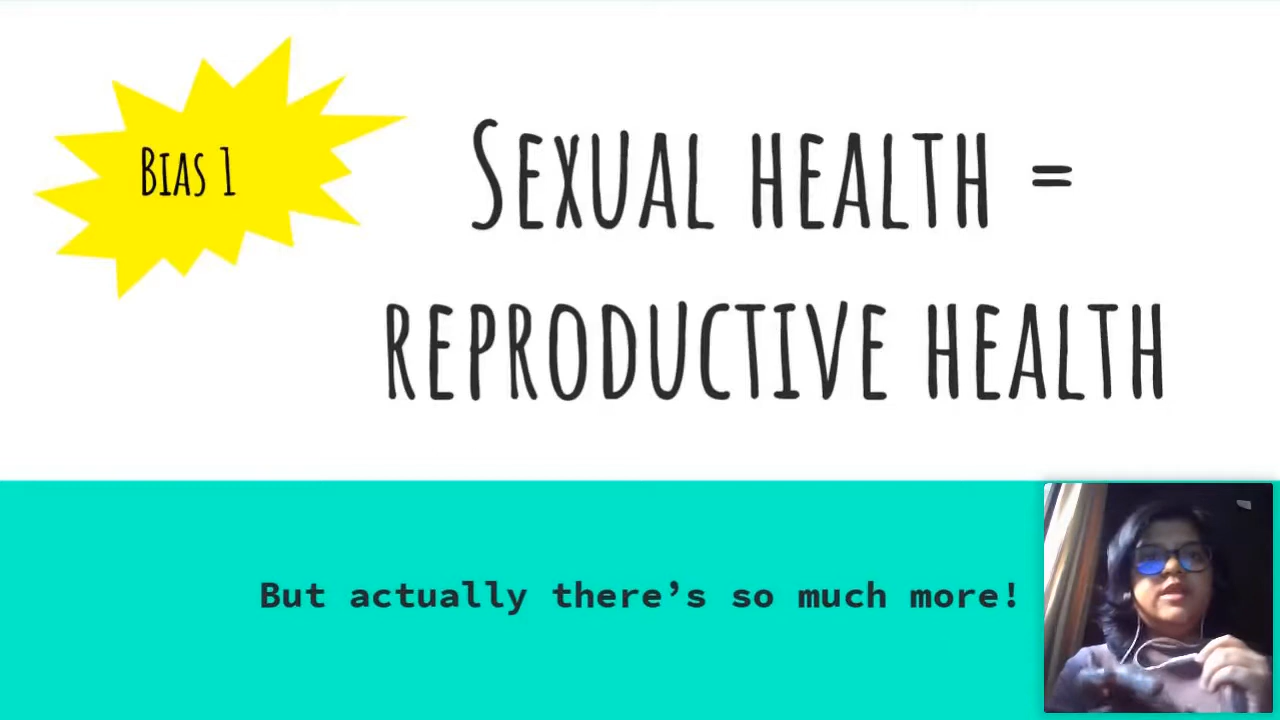 Bias 1
Sexual health =
reproductive health
But actually there’s so much more!